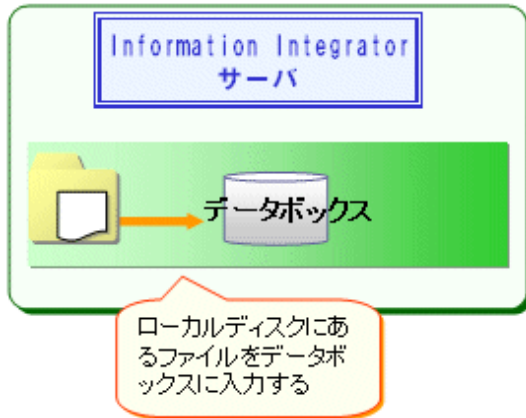 Information Integrator
サーバ
データボックス
ローカルディスクにあ
るファイルをデータボ
ックスに入力する